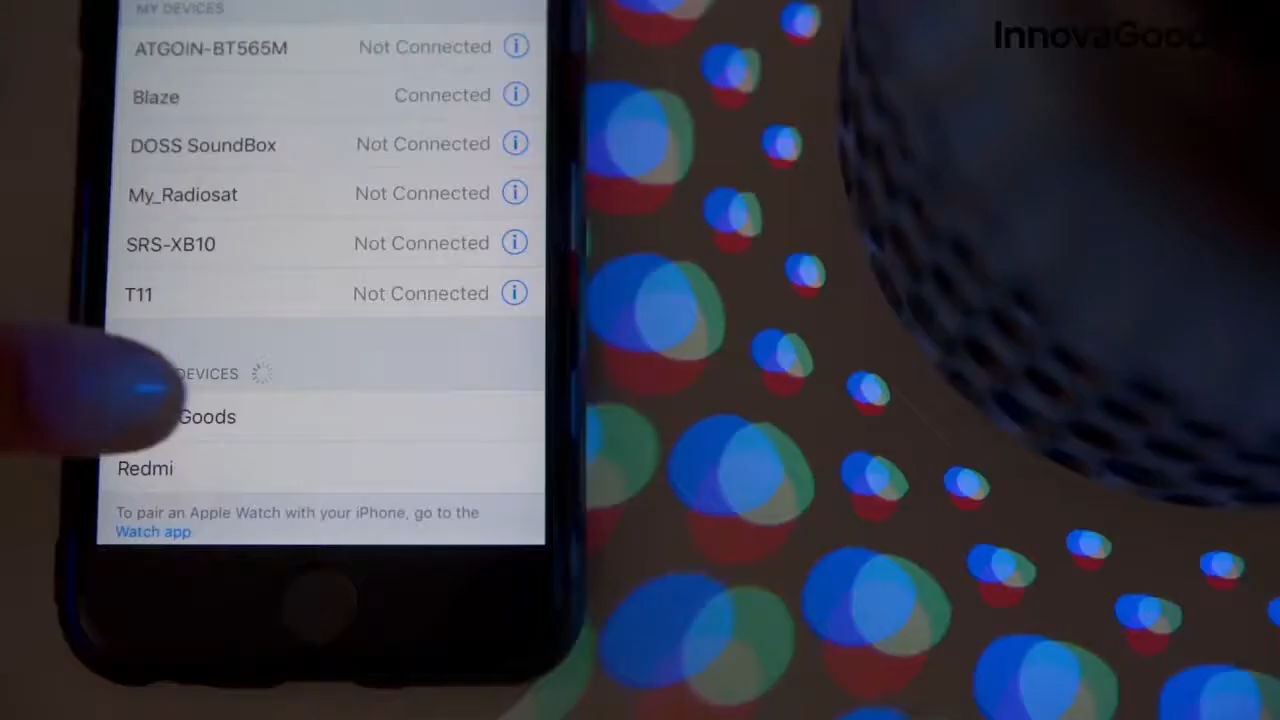 MY DEVICES
InnovaGoods
ATGOIN-BT565M Not Connected
Blaze Connected
DOSS SoundBox Not Connected
My_Radiosat Not Connected
SRS-XB10 Not Connected
T11 Not Connected
DEVICES
Goods
Redmi
To pair an Apple Watch with your iPhone, go to the
Watch app